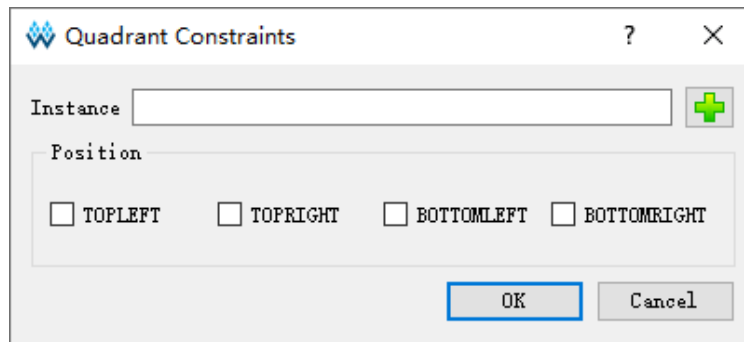 Quadrant Constraints ?
Instance
Position
TOPLEFT TOPRIGHT BOTTOMLEFT BOTTOMRIGHT
OK Cancel